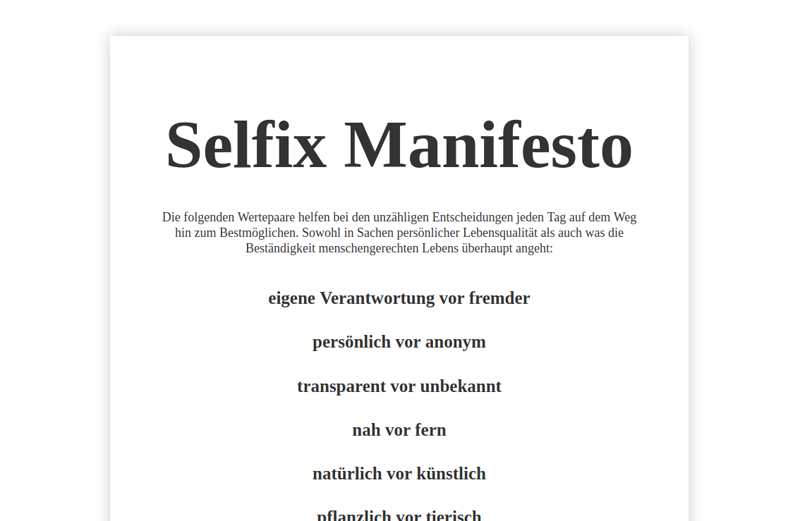 Selfix Manifesto
Die folgenden Wertepaare helfen bei den unzähligen Entscheidungen jeden Tag auf dem Weg
hin zum Bestmöglichen. Sowohl in Sachen persönlicher Lebensqualität als auch was die
Beständigkeit menschengerechten Lebens überhaupt angeht:
eigene Verantwortung vor fremder
persönlich vor anonym
transparent vor unbekannt
nah vor fern
natürlich vor künstlich
pflanzlich vor tierisch